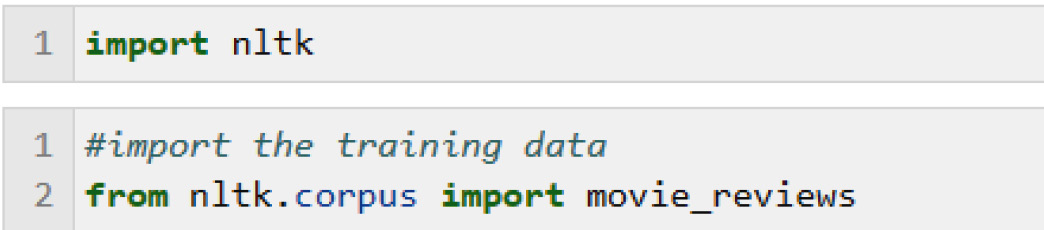 1 import nltk
1 #import the training data
2 from nltk.corpus import movie_reviews